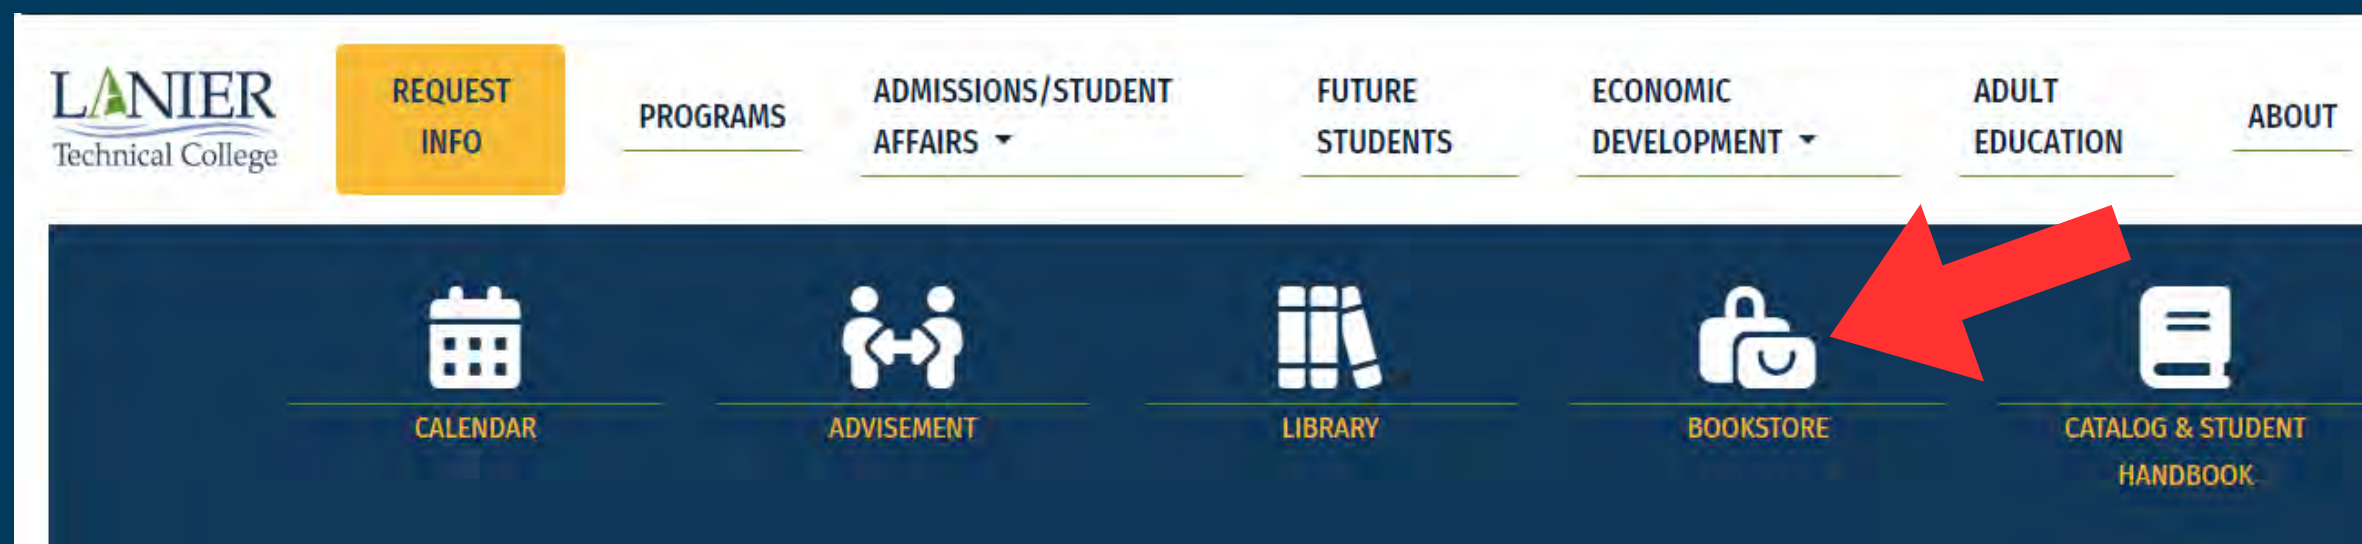 LANIER
Technical College
REQUEST
INFO
PROGRAMS
ADMISSIONS/STUDENT
AFFAIRS
FUTURE
STUDENTS
ECONOMIC
DEVELOPMENT
ADULT
EDUCATION
ABOUT
CALENDAR
ADVISEMENT
LIBRARY
BOOKSTORE
CATALOG & STUDENT
HANDBOOK